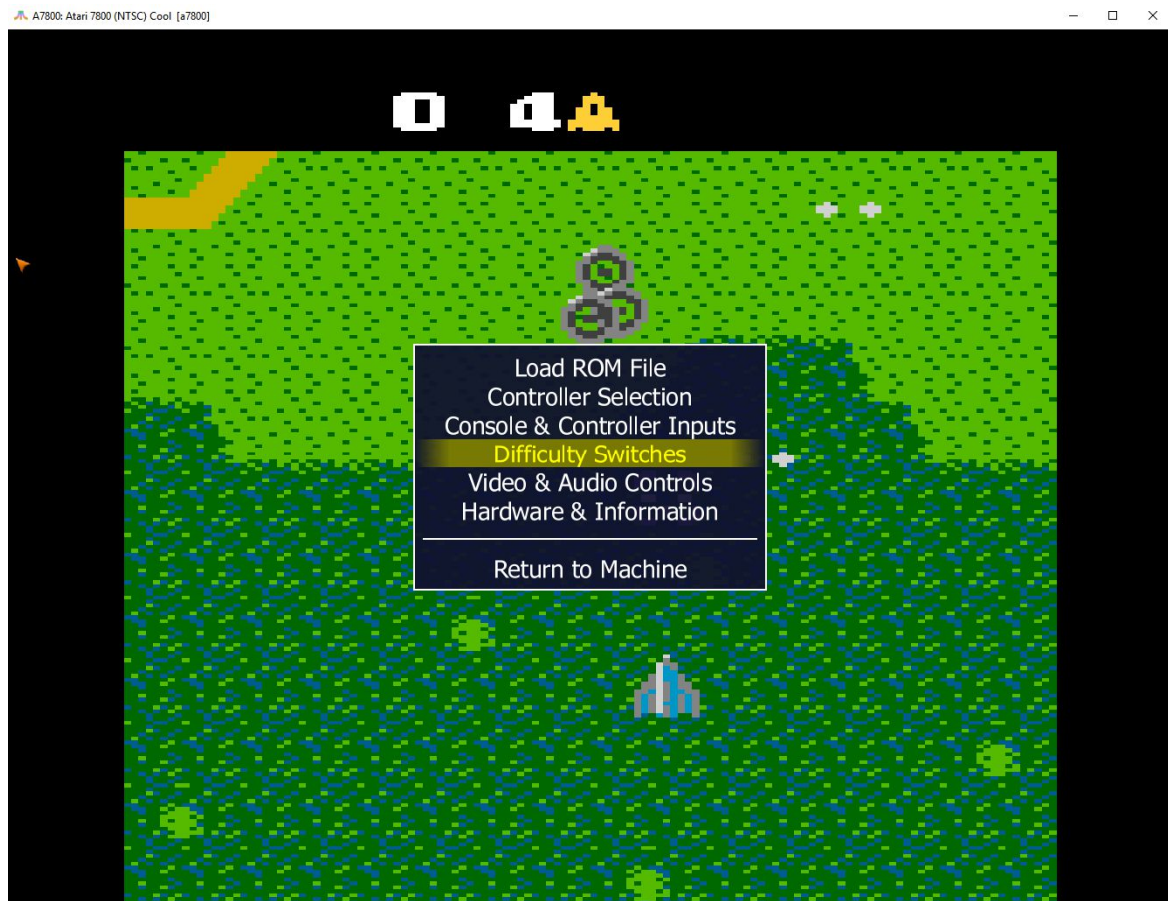 A7800: Atari 7800 (NTSC) Cool [a7800]
0 4
Load ROM File
Controller Selection
Console & Controller Inputs
Difficulty Switches
Video & Audio Controls
Hardware & Information
Return to Machine